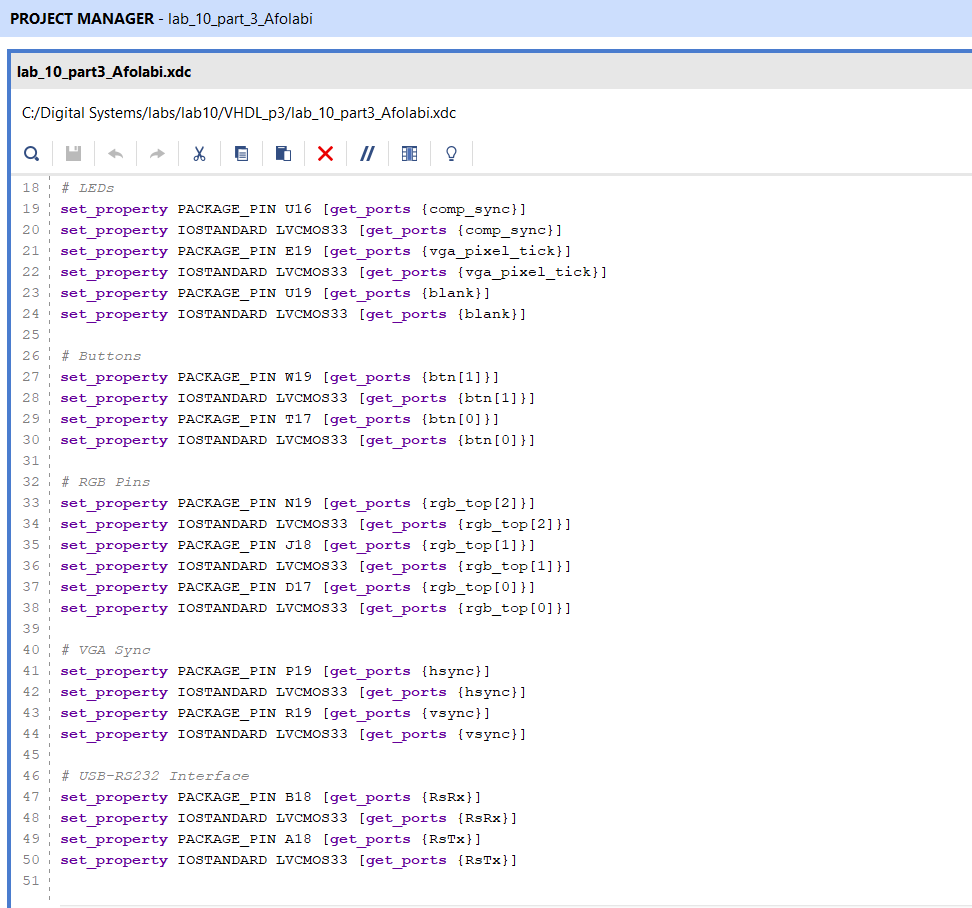 PROJECT MANAGER - lab_10_part_3_Afolabi
lab_10_part3_Afolabi.xdc
C:/Digital Systems/labs/lab10/VHDL_p3/lab_10_part3_Afolabi.xdc
18 # LEDs
19 set_property PACKAGE_PIN U16 [get_ports {comp_sync}]
20 set_property IOSTANDARD LVCMOS33 [get_ports {comp_sync}]
21 set_property PACKAGE_PIN E19 [get_ports {vga_pixel_tick}]
22 set_property IOSTANDARD LVCMOS33 [get_ports {vga_pixel_tick}]
23 set_property PACKAGE_PIN U19 [get_ports {blank}]
24 set_property IOSTANDARD LVCMOS33 [get_ports {blank}]
25
26 # Buttons
27 set_property PACKAGE_PIN W19 [get_ports {btn[1]}]
28 set_property IOSTANDARD LVCMOS33 [get_ports {btn[1]}]
29 set_property PACKAGE_PIN T17 [get_ports {btn[0]}]
30 set_property IOSTANDARD LVCMOS33 [get_ports {btn[0]}]
31
32 # RGB Pins
33 set_property PACKAGE_PIN N19 [get_ports {rgb_top[2]}]
34 set_property IOSTANDARD LVCMOS33 [get_ports {rgb_top[2]}]
35 set_property PACKAGE_PIN J18 [get_ports {rgb_top[1]}]
36 set_property IOSTANDARD LVCMOS33 [get_ports {rgb_top[1]}]
37 set_property PACKAGE_PIN D17 [get_ports {rgb_top[0]}]
38 set_property IOSTANDARD LVCMOS33 [get_ports {rgb_top[0]}]
39
40 # VGA Sync
41 set_property PACKAGE_PIN P19 [get_ports {hsync}]
42 set_property IOSTANDARD LVCMOS33 [get_ports {hsync}]
43 set_property PACKAGE_PIN R19 [get_ports {vsync}]
44 set_property IOSTANDARD LVCMOS33 [get_ports {vsync}]
45
46 # USB-RS232 Interface
47 set_property PACKAGE_PIN B18 [get_ports {RsRx}]
48 set_property IOSTANDARD LVCMOS33 [get_ports {RsRx}]
49 set_property PACKAGE_PIN A18 [get_ports {RsTx}]
50 set_property IOSTANDARD LVCMOS33 [get_ports {RsTx}]
51